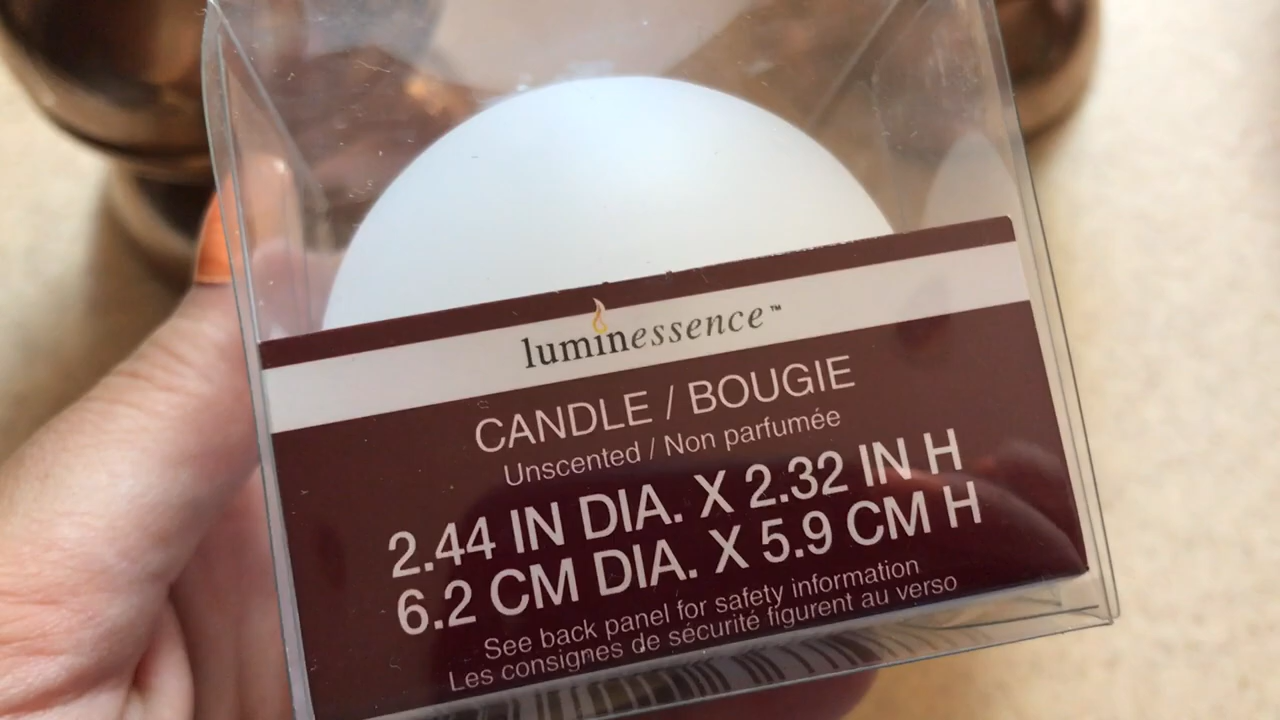 luminessence™
CANDLE / BOUGIE
Unscented / Non parfumée
2.44 IN DIA. X 2.32 IN H
6.2 CM DIA. X 5.9 CM H
See back panel for safety information
Les consignes de sécurité figurent au verso